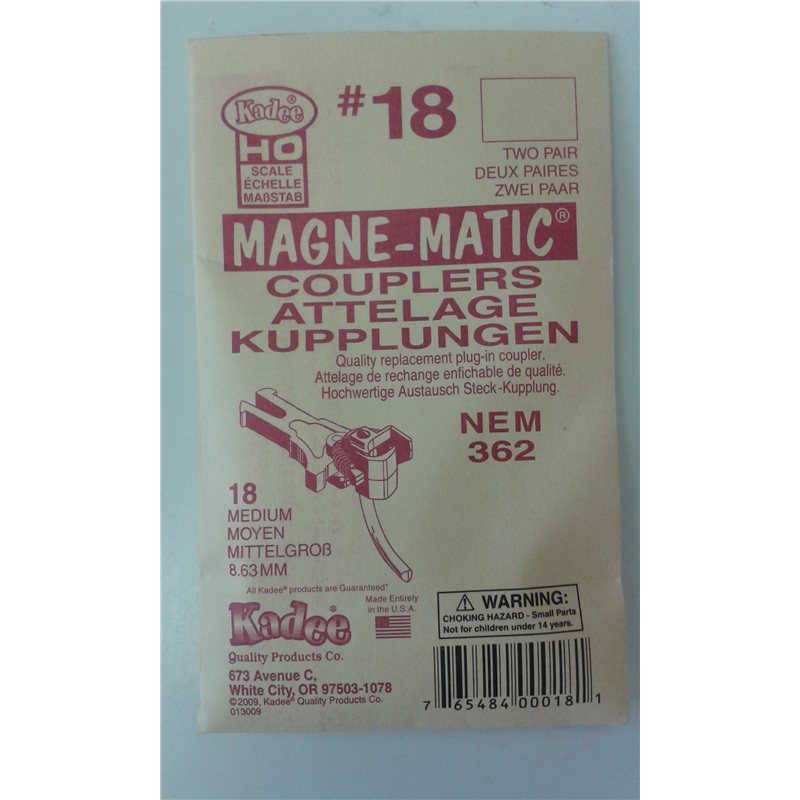 Kadee®
HO
SCALE
ÉCHELLE
MAßSTAB
#18
TWO PAIR
DEUX PAIRES
ZWEI PAAR
MAGNE-MATIC®
COUPLERS
ATTELAGE
KUPPLUNGEN
Quality replacement plug-in coupler.
Attelage de rechange enfichable de qualité.
Hochwertige Austausch Steck-Kupplung.
NEM
362
18
MEDIUM
MOYEN
MITTELGROß
8.63 MM
All Kadee® products are Guaranteed"
Made Entirely
in the U.S.A.
Kadee®
Quality Products Co.
673 Avenue C,
White City, OR 97503-1078
©2009, Kadee® Quality Products Co.
013009
⚠ WARNING:
CHOKING HAZARD - Small Parts
Not for children under 14 years.
7 65484 00018 1